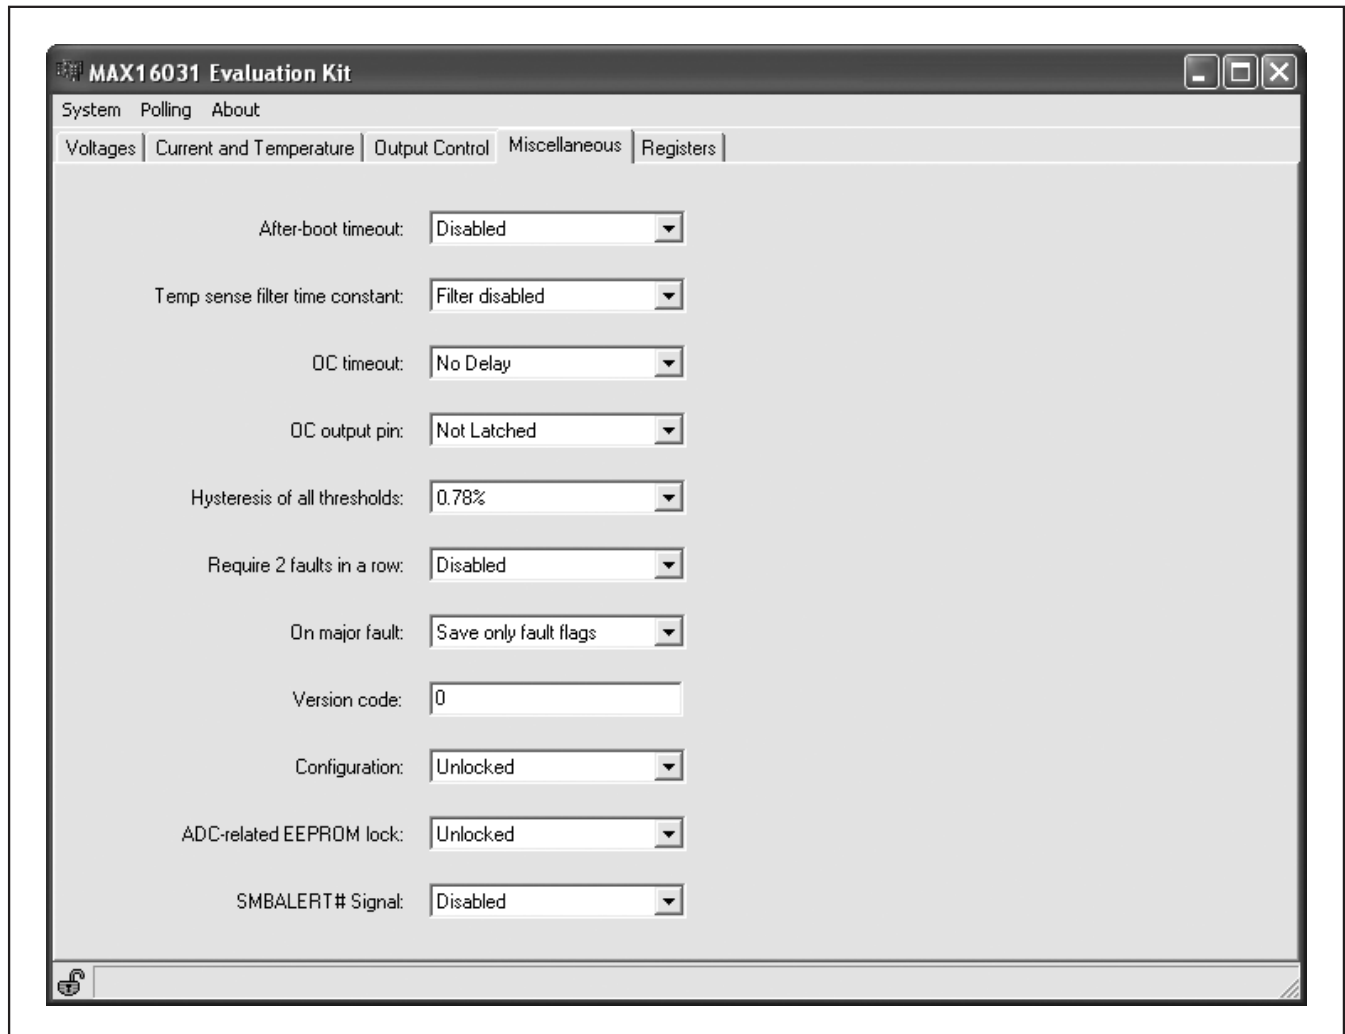 MAX16031 Evaluation Kit
System Polling About
Voltages Current and Temperature Output Control Miscellaneous Registers
After-boot timeout: Disabled
Temp sense filter time constant: Filter disabled
OC timeout: No Delay
OC output pin: Not Latched
Hysteresis of all thresholds: 0.78%
Require 2 faults in a row: Disabled
On major fault: Save only fault flags
Version code: 0
Configuration: Unlocked
ADC-related EEPROM lock: Unlocked
SMBALERT# Signal: Disabled